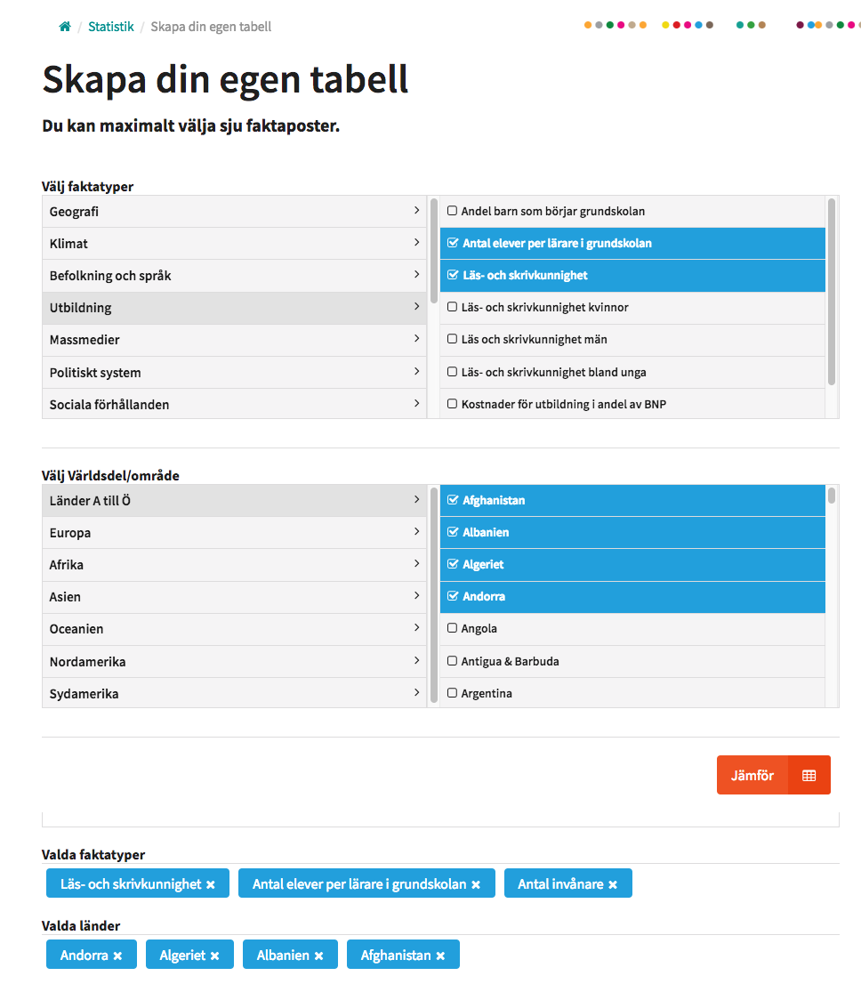 / Statistik / Skapa din egen tabell
Skapa din egen tabell
Du kan maximalt välja sju faktaposter.
Välj faktatyper
Geografi
Klimat
Befolkning och språk
Utbildning
Massmedier
Politiskt system
Sociala förhållanden
Andel barn som börjar grundskolan
Antal elever per lärare i grundskolan
Läs- och skrivkunnighet
Läs- och skrivkunnighet kvinnor
Läs och skrivkunnighet män
Läs- och skrivkunnighet bland unga
Kostnader för utbildning i andel av BNP
Välj Världsdel/område
Länder A till Ö
Europa
Afrika
Asien
Oceanien
Nordamerika
Sydamerika
Afghanistan
Albanien
Algeriet
Andorra
Angola
Antigua & Barbuda
Argentina
Jämför
Valda faktatyper
Läs- och skrivkunnighet × Antal elever per lärare i grundskolan × Antal invånare ×
Valda länder
Andorra × Algeriet × Albanien × Afghanistan ×